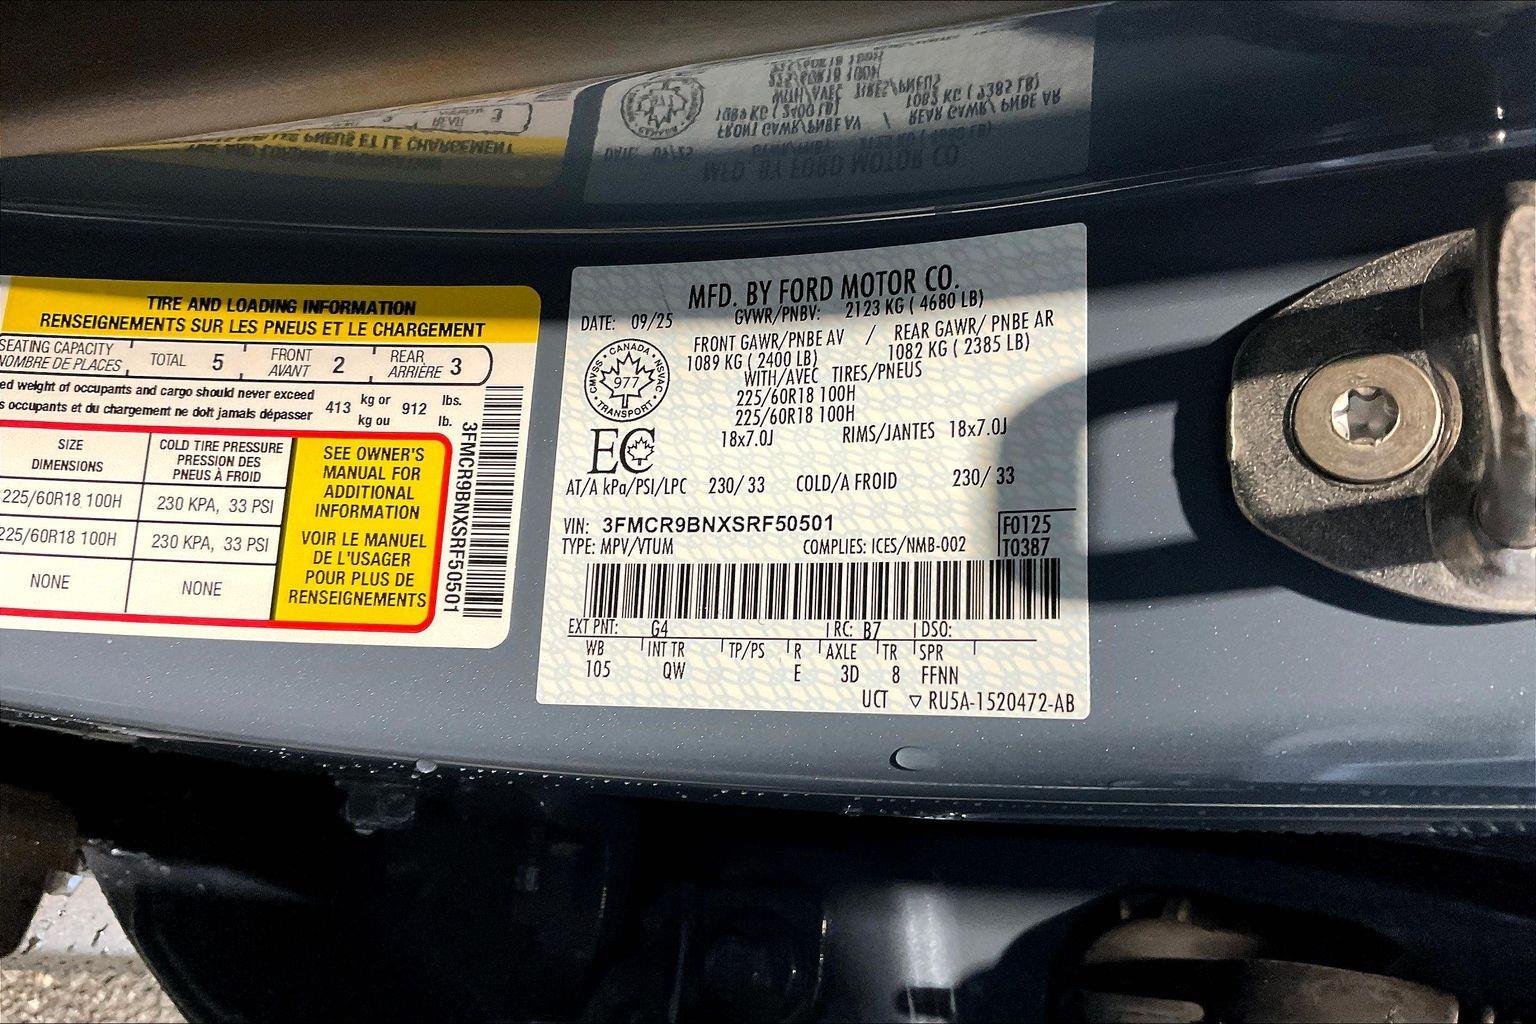 TIRE AND LOADING INFORMATION
RENSEIGNEMENTS SUR LES PNEUS ET LE CHARGEMENT
SEATING CAPACITY
NOMBRE DE PLACES
TOTAL 5
FRONT
AVANT 2
REAR
ARRIÈRE 3
ed weight of occupants and cargo should never exceed
s occupants et du chargement ne doit jamais dépasser
413 kg or 912 lbs.
kg ou lb.
SIZE
DIMENSIONS
COLD TIRE PRESSURE
PRESSION DES
PNEUS À FROID
225/60R18 100H 230 KPA, 33 PSI
225/60R18 100H 230 KPA, 33 PSI
NONE NONE
SEE OWNER'S
MANUAL FOR
ADDITIONAL
INFORMATION
VOIR LE MANUEL
DE L'USAGER
POUR PLUS DE
RENSEIGNEMENTS
3FMCR9BNXSRF50501
MFD. BY FORD MOTOR CO.
DATE: 09/25 GVWR/PNBV: 2123 KG ( 4680 LB)
FRONT GAWR/PNBE AV / REAR GAWR/ PNBE AR
1089 KG ( 2400 LB) 1082 KG ( 2385 LB)
WITH/AVEC TIRES/PNEUS
225/60R18 100H
225/60R18 100H
18x7.0J RIMS/JANTES 18x7.0J
CMVSS • CANADA • NSVAC
977
• TRANSPORT •
EC
AT/A kPa/PSI/LPC 230/ 33 COLD/A FROID 230/ 33
VIN: 3FMCR9BNXSRF50501
TYPE: MPV/VTUM COMPLIES: ICES/NMB-002
F0125
T0387
EXT PNT: G4 RC: B7 DSO:
WB INT TR TP/PS R AXLE TR SPR
105 QW E 3D 8 FFNN
UCT ▽ RU5A-1520472-AB